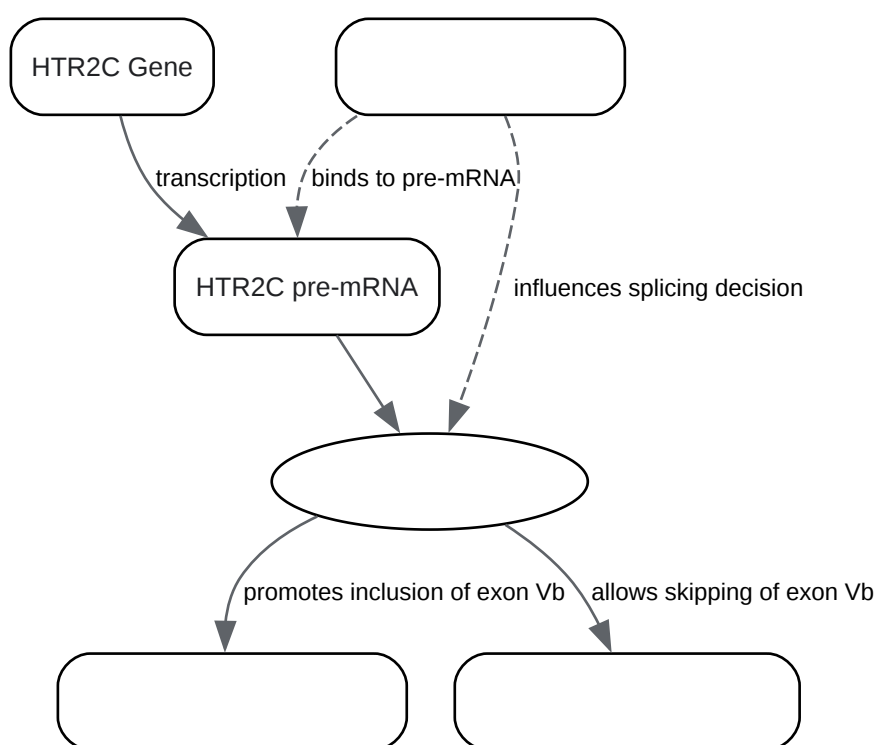 HTR2C Gene
transcription
binds to pre-mRNA
HTR2C pre-mRNA
influences splicing decision
promotes inclusion of exon Vb
allows skipping of exon Vb